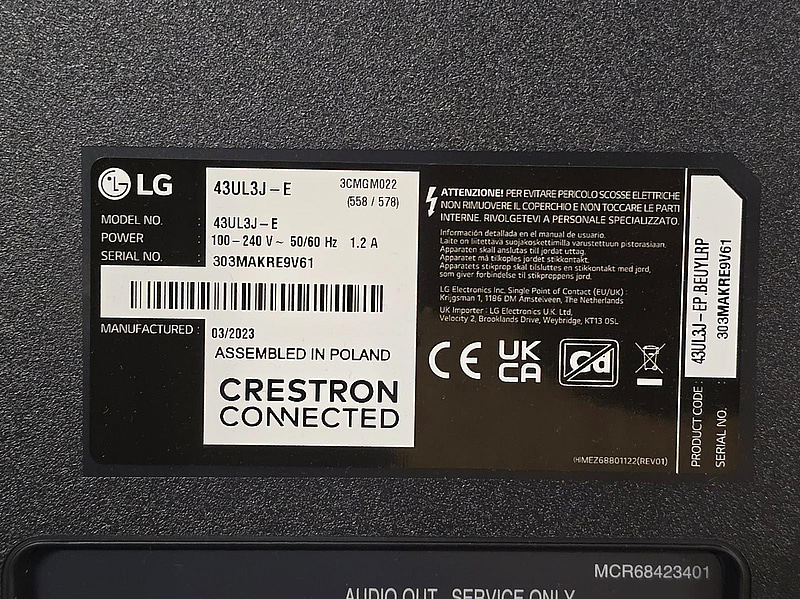 LG
43UL3J-E
3CMGM022
(558 / 578)
MODEL NO. : 43UL3J-E
POWER : 100-240 V~ 50/60 Hz 1.2 A
SERIAL NO. : 303MAKRE9V61
MANUFACTURED : 03/2023
ASSEMBLED IN POLAND
CRESTRON
CONNECTED
ATTENZIONE! PER EVITARE PERICOLO SCOSSE ELETTRICHE
NON RIMUOVERE IL COPERCHIO E NON TOCCARE LE PARTI
INTERNE. RIVOLGETEVI A PERSONALE SPECIALIZZATO.
Información detallada en el manual de usuario.
Laite on liitettävä suojakoskettimilla varustettuun pistorasiaan.
Apparaten skall anslutas till jordat uttag.
Apparatet må tilkoples jordet stikkontakt.
Apparatets stikprop skal tilsluttes en stikkontakt med jord,
som giver forbindelse til stikproppens jord.
LG Electronics Inc. Single Point of Contact (EU/UK) :
Krijgsman 1, 1186 DM Amstelveen, The Netherlands
UK Importer : LG Electronics U.K. Ltd,
Velocity 2, Brooklands Drive, Weybridge, KT13 0SL
CE
UK
CA
Cd
(H)MEZ68801122(REV01)
PRODUCT CODE : 43UL3J-EP.BEUYLRP
SERIAL NO. : 303MAKRE9V61
MCR68423401
AUDIO OUT SERVICE ONLY